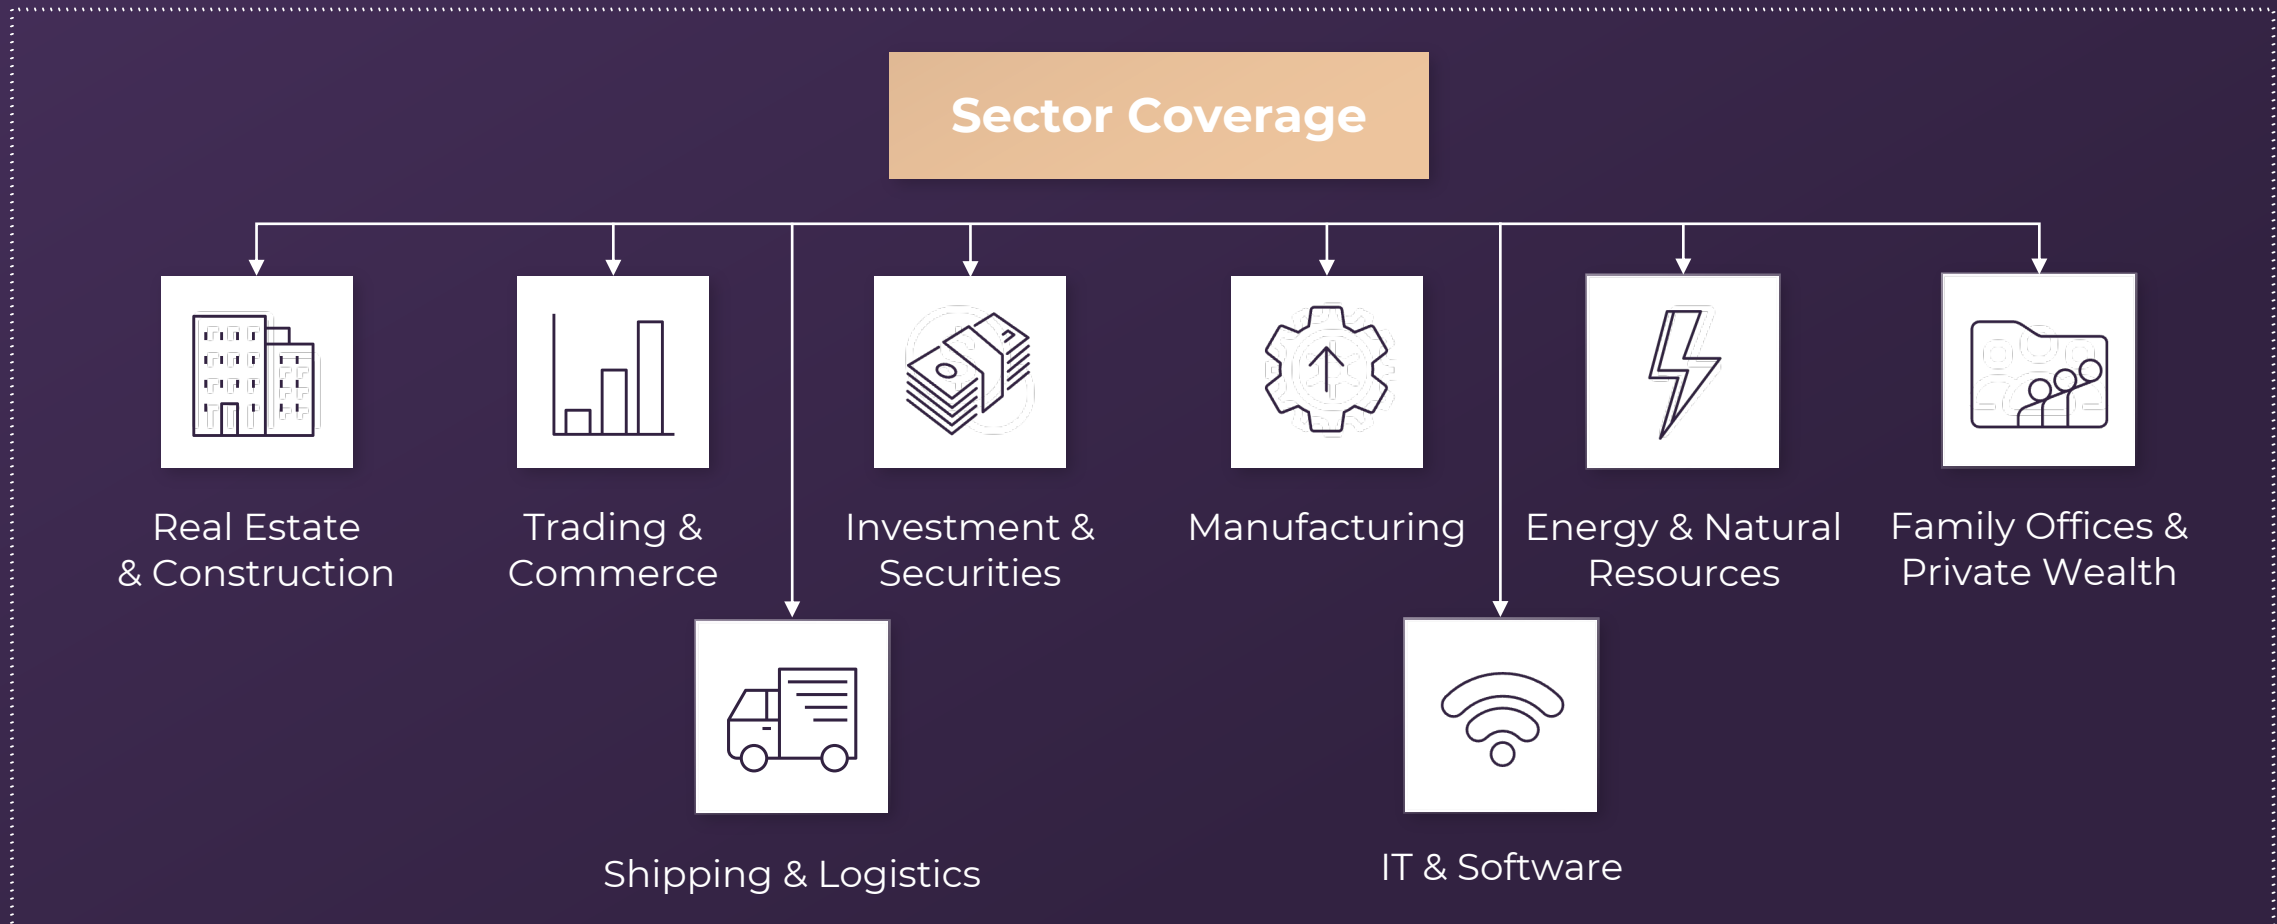 Sector Coverage
Real Estate
& Construction
Trading &
Commerce
Investment &
Securities
Manufacturing
Energy & Natural
Resources
Family Offices &
Private Wealth
Shipping & Logistics
IT & Software